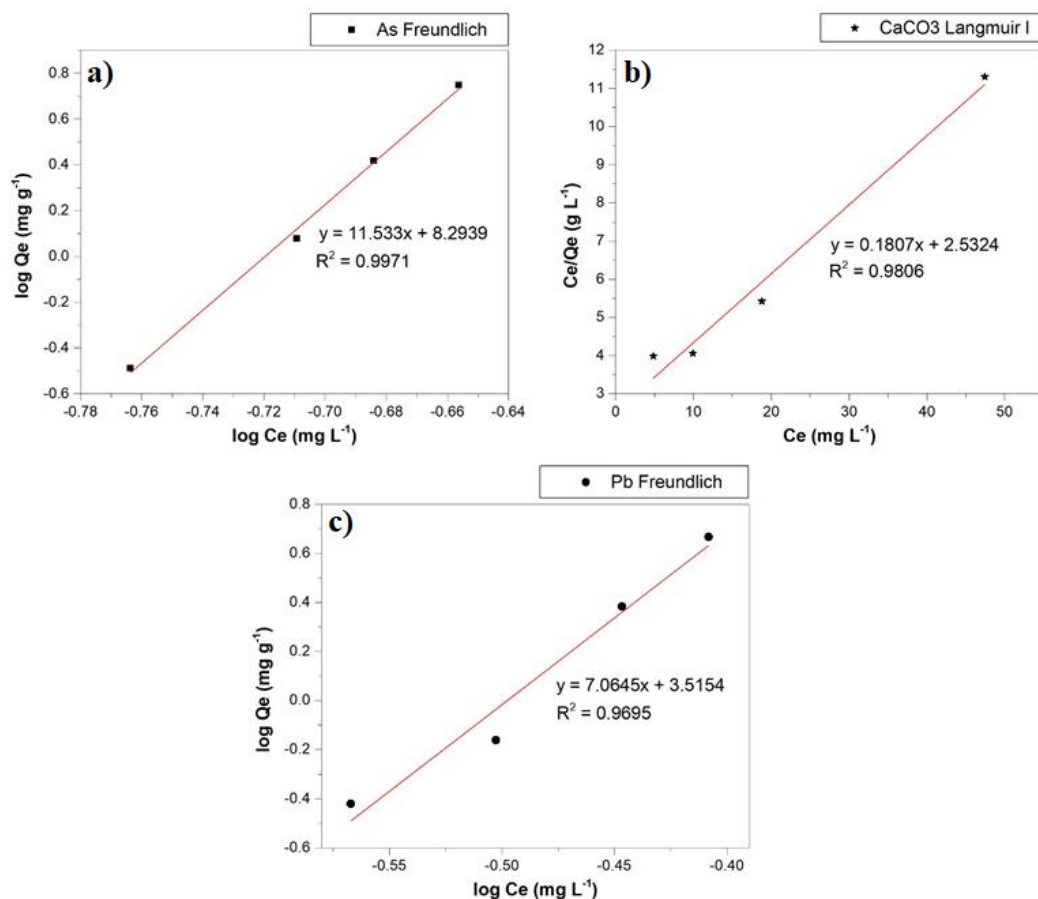 As Freundlich
a)
0.8
0.6
0.4
0.2
0.0
-0.2
-0.4
-0.6
log Qe (mg g⁻¹)
y = 11.533x + 8.2939
R² = 0.9971
-0.78 -0.76 -0.74 -0.72 -0.70 -0.68 -0.66 -0.64
log Ce (mg L⁻¹)
CaCO3 Langmuir I
b)
12
11
10
9
8
7
6
5
4
3
Ce/Qe (g L⁻¹)
y = 0.1807x + 2.5324
R² = 0.9806
0 10 20 30 40 50
Ce (mg L⁻¹)
Pb Freundlich
c)
0.8
0.6
0.4
0.2
0.0
-0.2
-0.4
-0.6
log Qe (mg g⁻¹)
y = 7.0645x + 3.5154
R² = 0.9695
-0.55 -0.50 -0.45 -0.40
log Ce (mg L⁻¹)